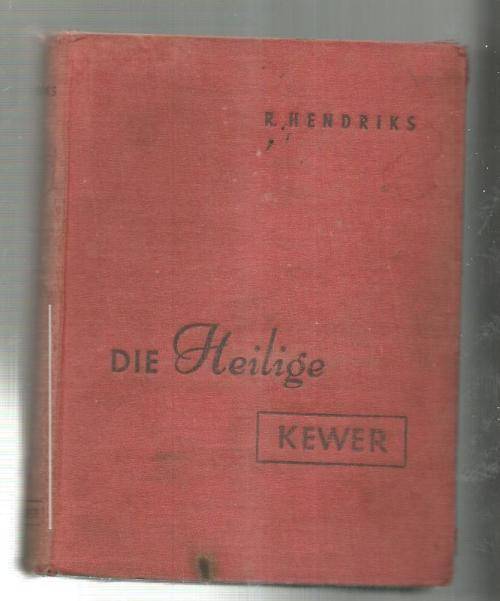 R. HENDRIKS
DIE Heilige
KEWER